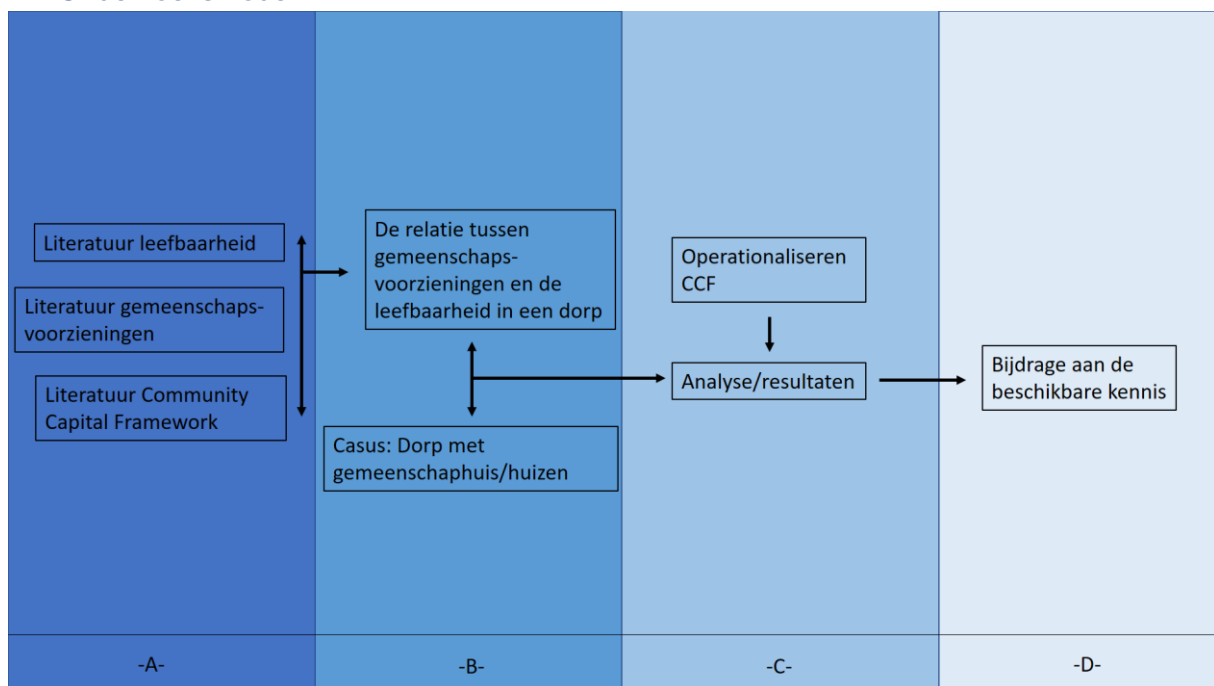 Literatuur leefbaarheid
Literatuur gemeenschaps-
voorzieningen
Literatuur Community
Capital Framework
De relatie tussen
gemeenschaps-
voorzieningen en de
leefbaarheid in een dorp
Casus: Dorp met
gemeenschaphuis/huizen
Operationaliseren
CCF
Analyse/resultaten
Bijdrage aan de
beschikbare kennis
-A-
-B-
-C-
-D-